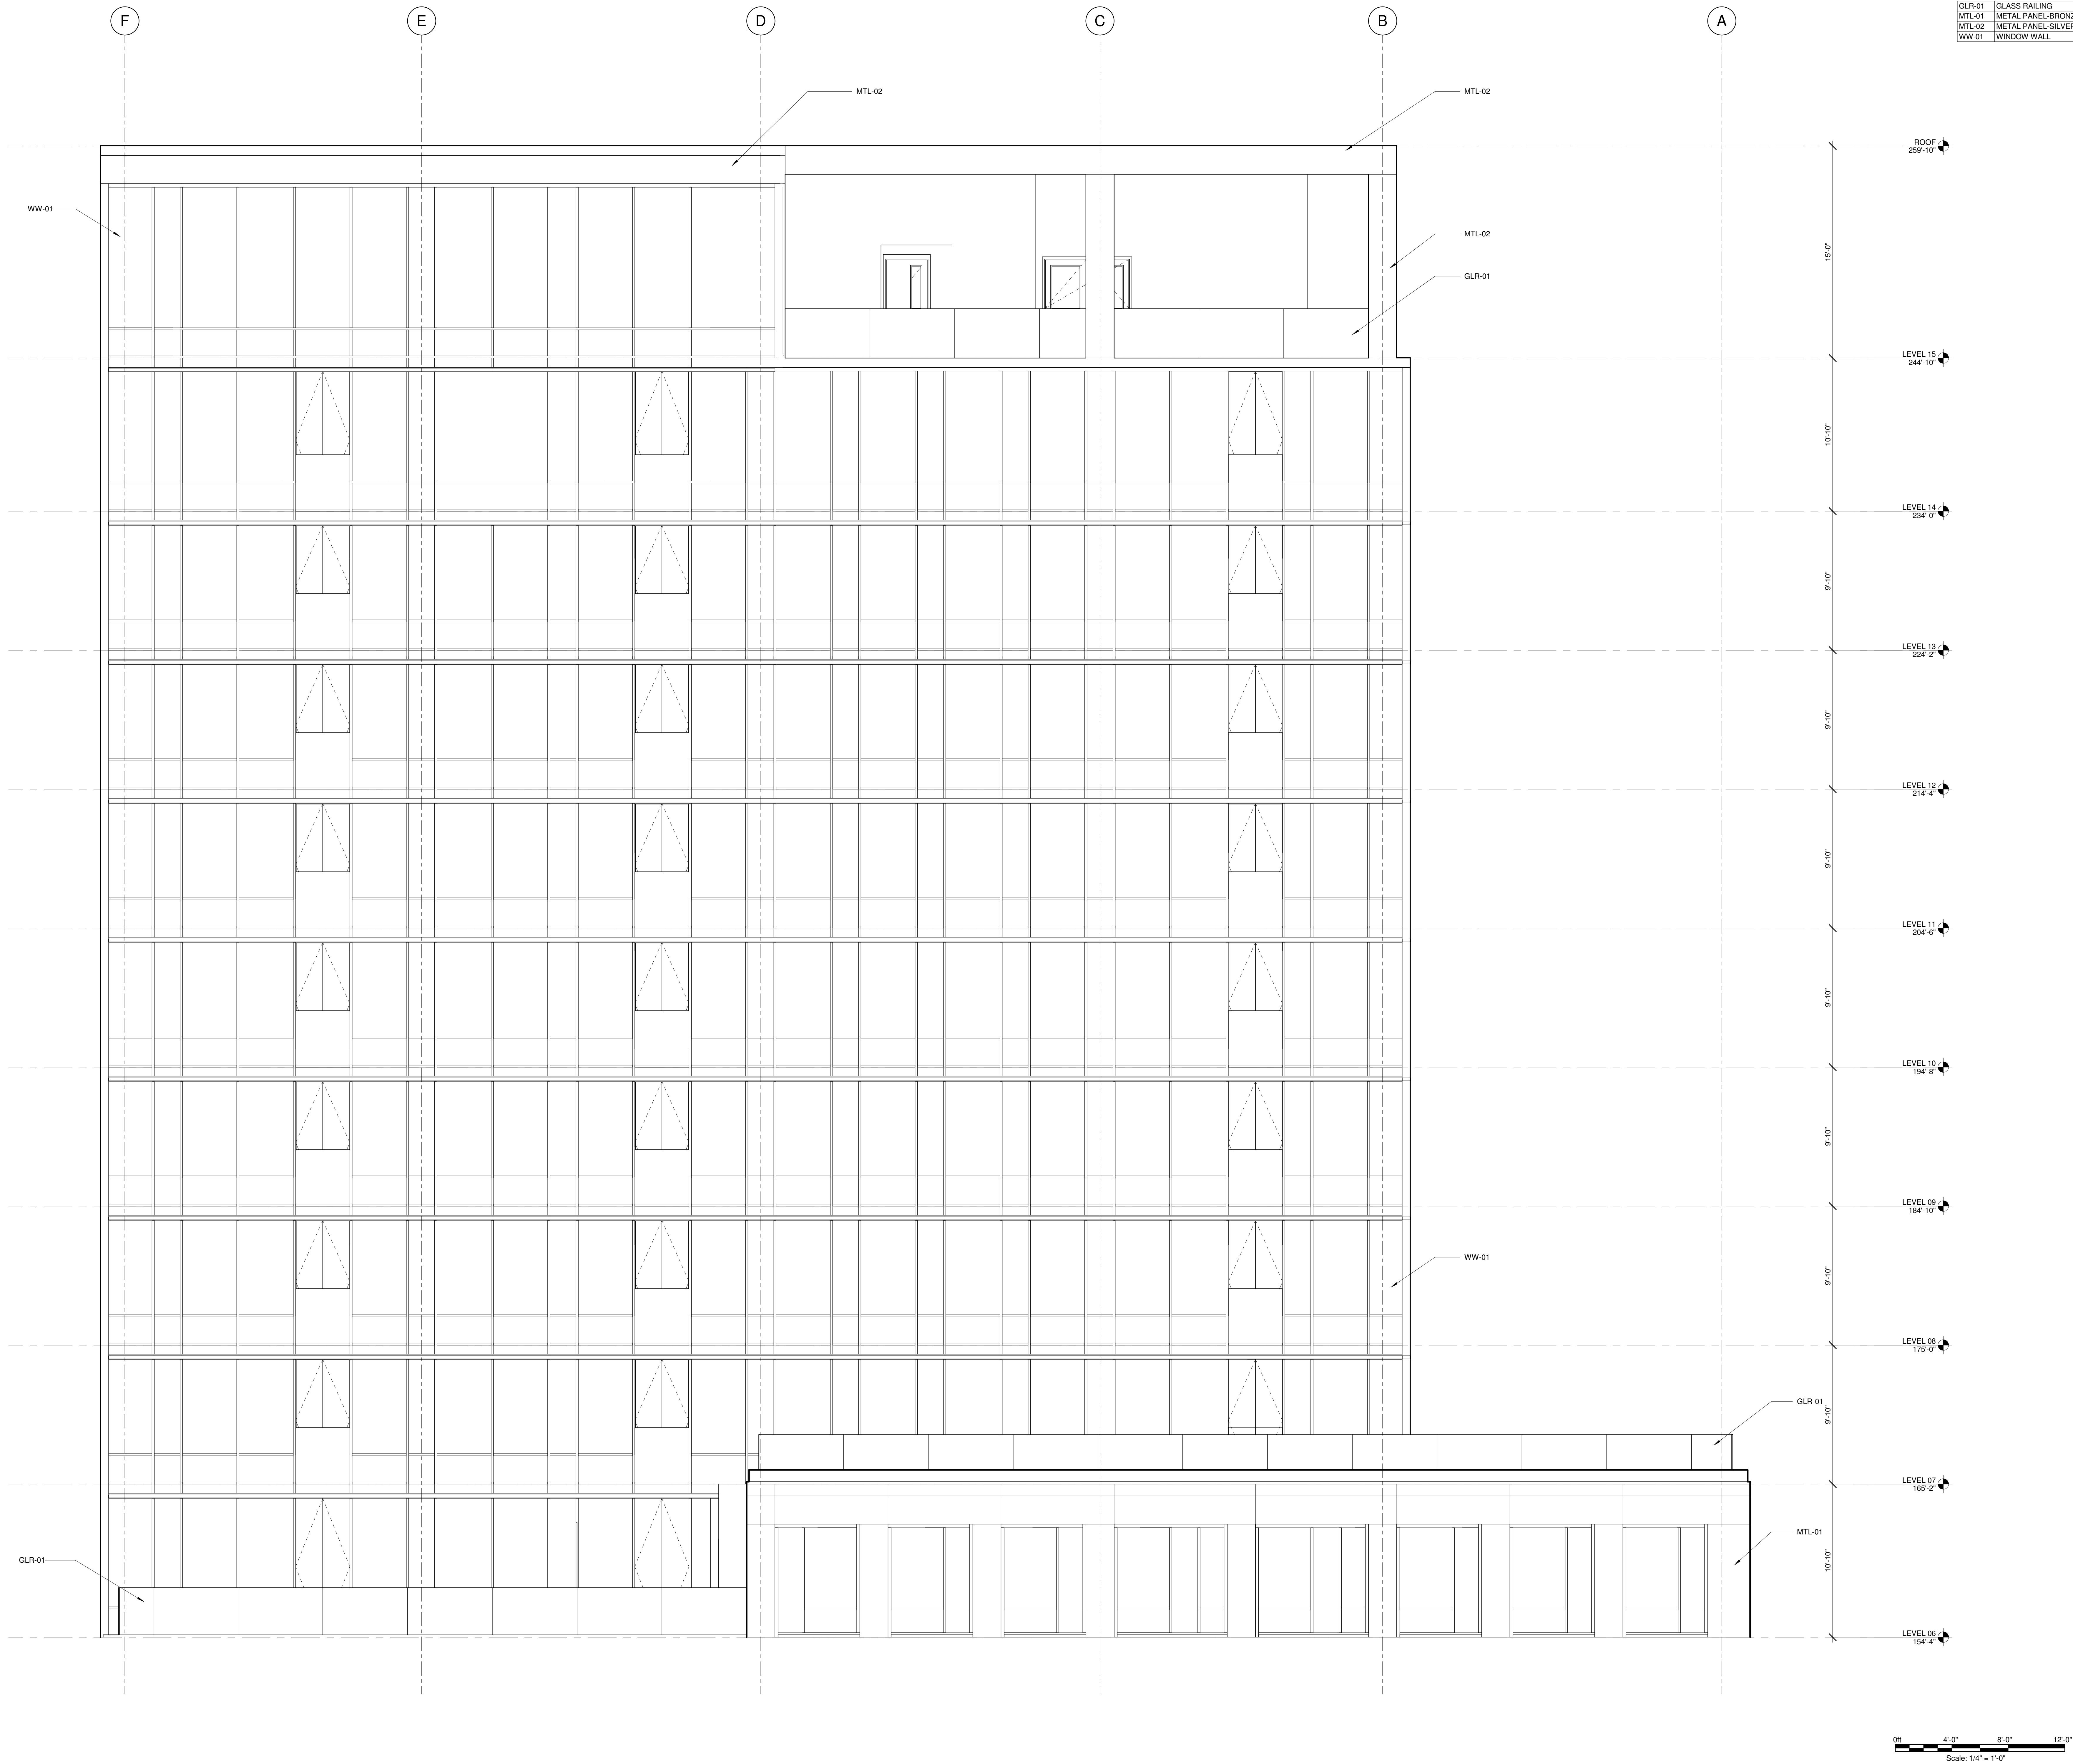 F E D C B A
GLR-01 GLASS RAILING
MTL-01 METAL PANEL-BRONZ
MTL-02 METAL PANEL-SILVER
WW-01 WINDOW WALL
MTL-02
MTL-02
ROOF
259'-10"
WW-01
MTL-02
15'-0"
GLR-01
LEVEL 15
244'-10"
10'-10"
LEVEL 14
234'-0"
9'-10"
LEVEL 13
224'-2"
9'-10"
LEVEL 12
214'-4"
9'-10"
LEVEL 11
204'-6"
9'-10"
LEVEL 10
194'-8"
9'-10"
LEVEL 09
184'-10"
WW-01
9'-10"
LEVEL 08
175'-0"
GLR-01
9'-10"
LEVEL 07
165'-2"
MTL-01
GLR-01
10'-10"
LEVEL 06
154'-4"
0ft 4'-0" 8'-0" 12'-0"
Scale: 1/4" = 1'-0"